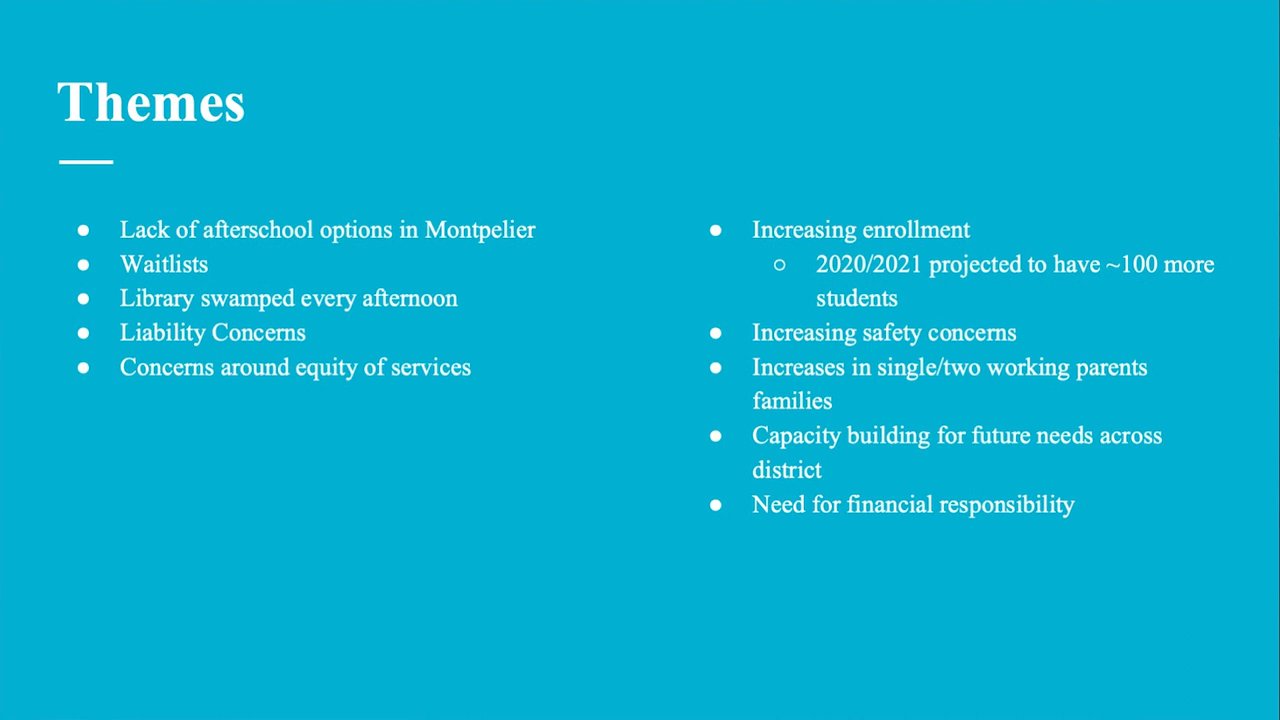 Themes
● Lack of afterschool options in Montpelier
● Waitlists
● Library swamped every afternoon
● Liability Concerns
● Concerns around equity of services
● Increasing enrollment
○ 2020/2021 projected to have ~100 more
students
● Increasing safety concerns
● Increases in single/two working parents
families
● Capacity building for future needs across
district
● Need for financial responsibility